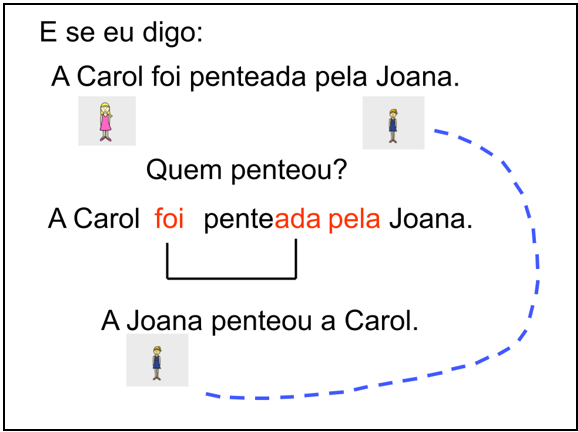 E se eu digo:
A Carol foi penteada pela Joana.
Quem penteou?
A Carol foi penteada pela Joana.
A Joana penteou a Carol.